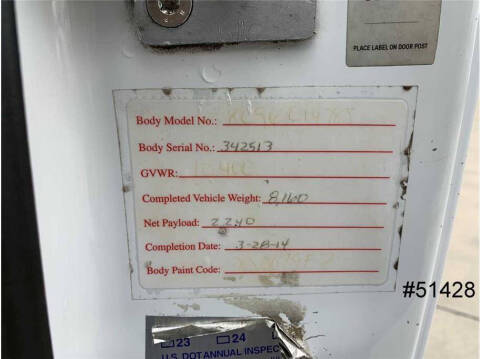 PLACE LABEL ON DOOR POST
Body Model No.:
Body Serial No.: 342513
GVWR: 10400
Completed Vehicle Weight: 8,160
Net Payload: 2240
Completion Date: 3-28-14
Body Paint Code:
#51428
23 24
U.S. DOT ANNUAL INSPEC